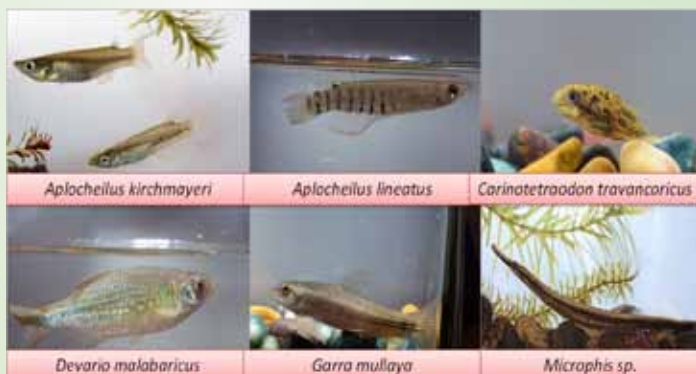 Aplocheilus kirchmayeri Aplocheilus lineatus Carinotetraodon travancoricus
Devario malabaricus Garra mullaya Microphis sp.